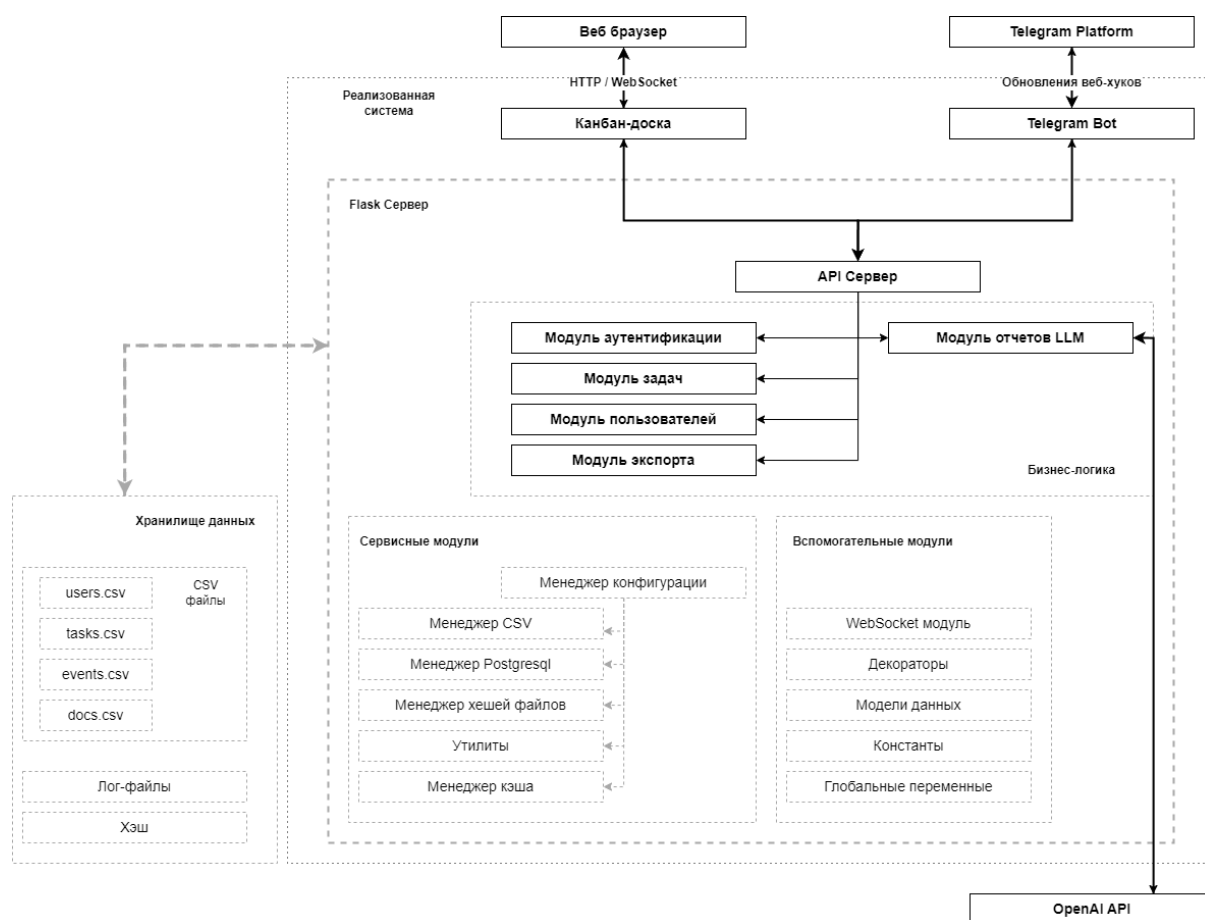 Веб браузер
Telegram Platform
HTTP / WebSocket
Обновления веб-хуков
Реализованная
система
Канбан-доска
Telegram Bot
Flask Сервер
API Сервер
Модуль аутентификации
Модуль отчетов LLM
Модуль задач
Модуль пользователей
Модуль экспорта
Бизнес-логика
Хранилище данных
CSV
файлы
users.csv
tasks.csv
events.csv
docs.csv
Лог-файлы
Хэш
Сервисные модули
Менеджер конфигурации
Менеджер CSV
Менеджер Postgresql
Менеджер хешей файлов
Утилиты
Менеджер кэша
Вспомогательные модули
WebSocket модуль
Декораторы
Модели данных
Константы
Глобальные переменные
OpenAI API